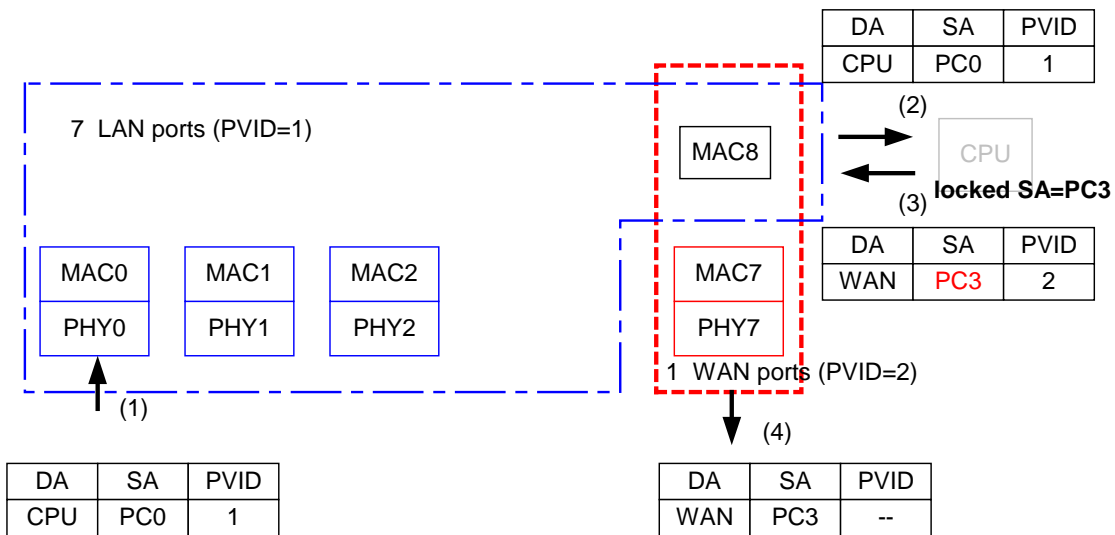 DA SA PVID
CPU PC0 1
7 LAN ports (PVID=1)
(2)
MAC8
CPU
(3)
locked SA=PC3
DA SA PVID
WAN PC3 2
MAC0 MAC1 MAC2 MAC7
PHY0 PHY1 PHY2 PHY7
1 WAN ports (PVID=2)
(1)
(4)
DA SA PVID
CPU PC0 1
DA SA PVID
WAN PC3 --